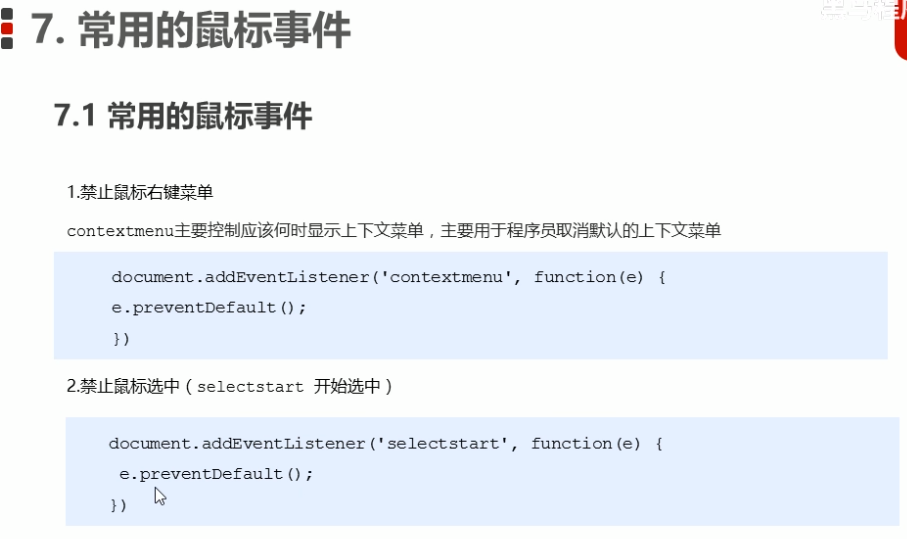 7. 常用的鼠标事件
7.1 常用的鼠标事件
1.禁止鼠标右键菜单
contextmenu主要控制应该何时显示上下文菜单，主要用于程序员取消默认的上下文菜单
document.addEventListener('contextmenu', function(e) {
e.preventDefault();
})
2.禁止鼠标选中（selectstart 开始选中）
document.addEventListener('selectstart', function(e) {
e.preventDefault();
})